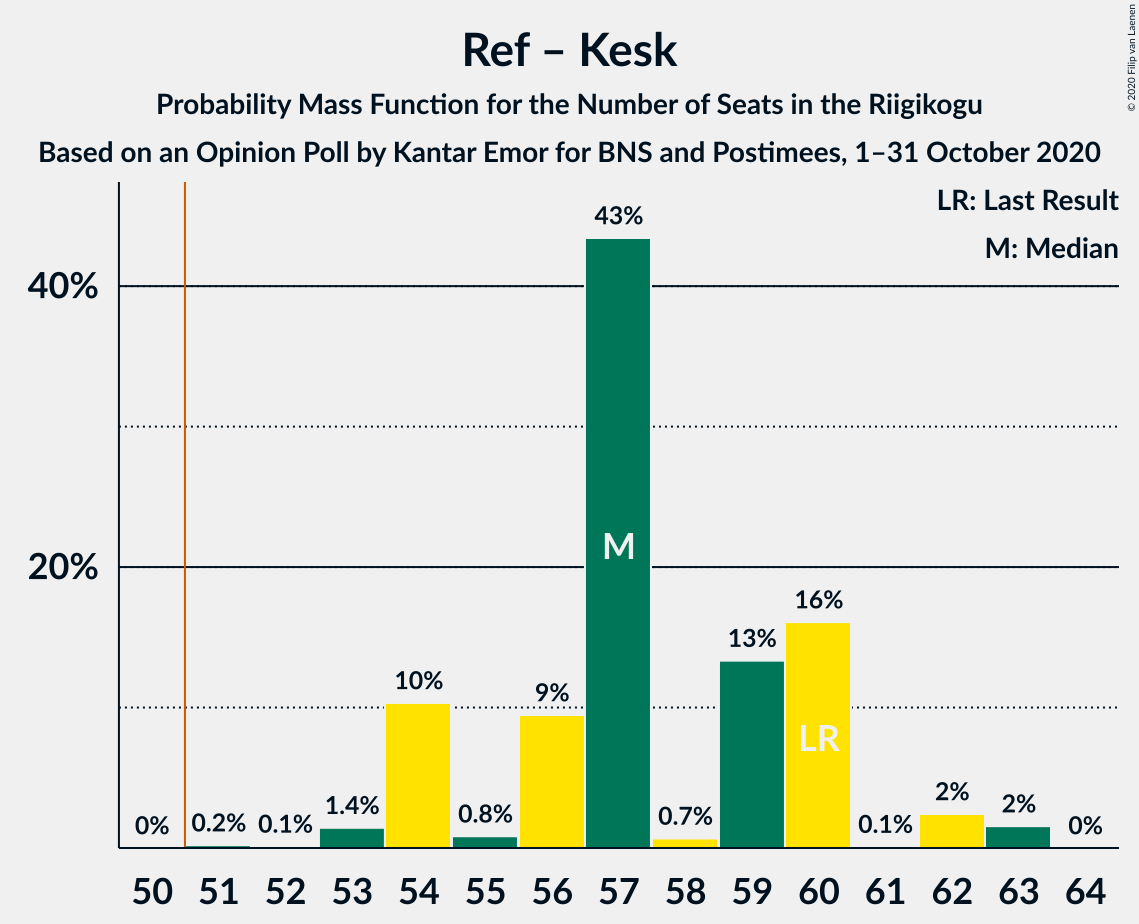 Ref – Kesk
Probability Mass Function for the Number of Seats in the Riigikogu
Based on an Opinion Poll by Kantar Emor for BNS and Postimees, 1–31 October 2020
© 2020 Filip van Laenen
LR: Last Result
M: Median
40%
20%
0%
0.2%
0.1%
1.4%
10%
0.8%
9%
43%
0.7%
13%
16%
0.1%
2%
2%
0%
M
LR
50 51 52 53 54 55 56 57 58 59 60 61 62 63 64